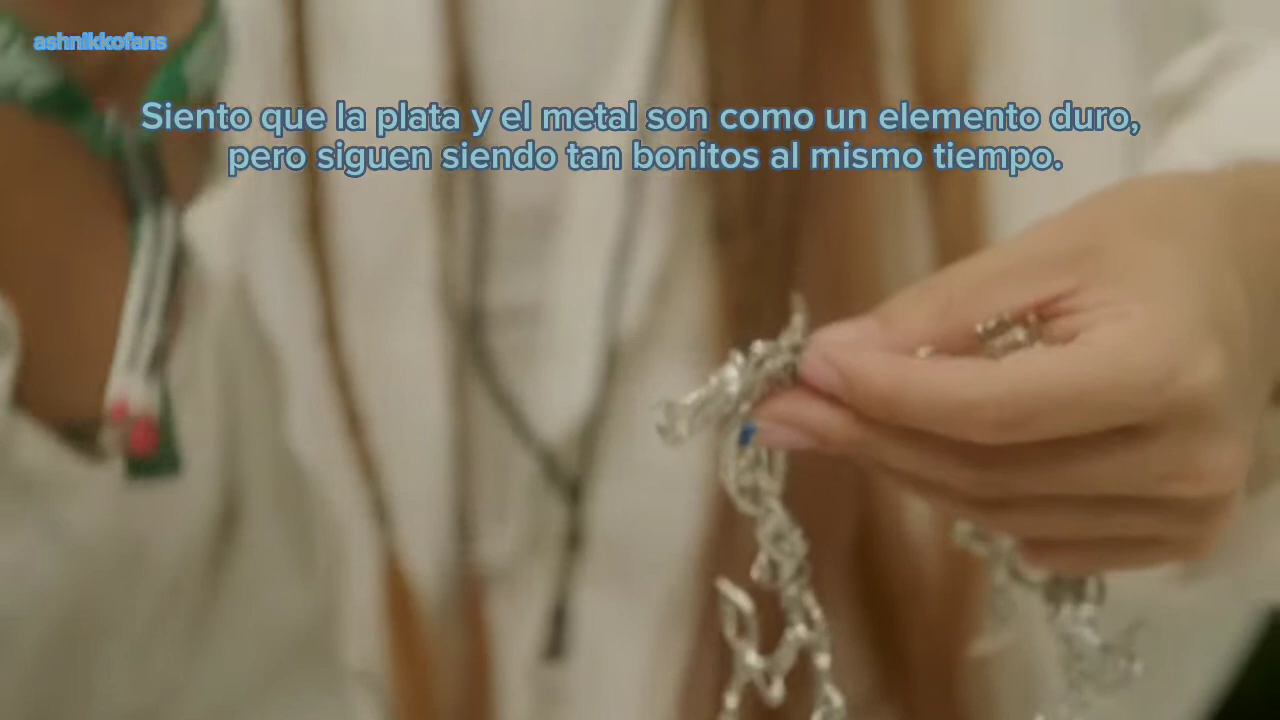 ashnikkofans
Siento que la plata y el metal son como un elemento duro,
pero siguen siendo tan bonitos al mismo tiempo.